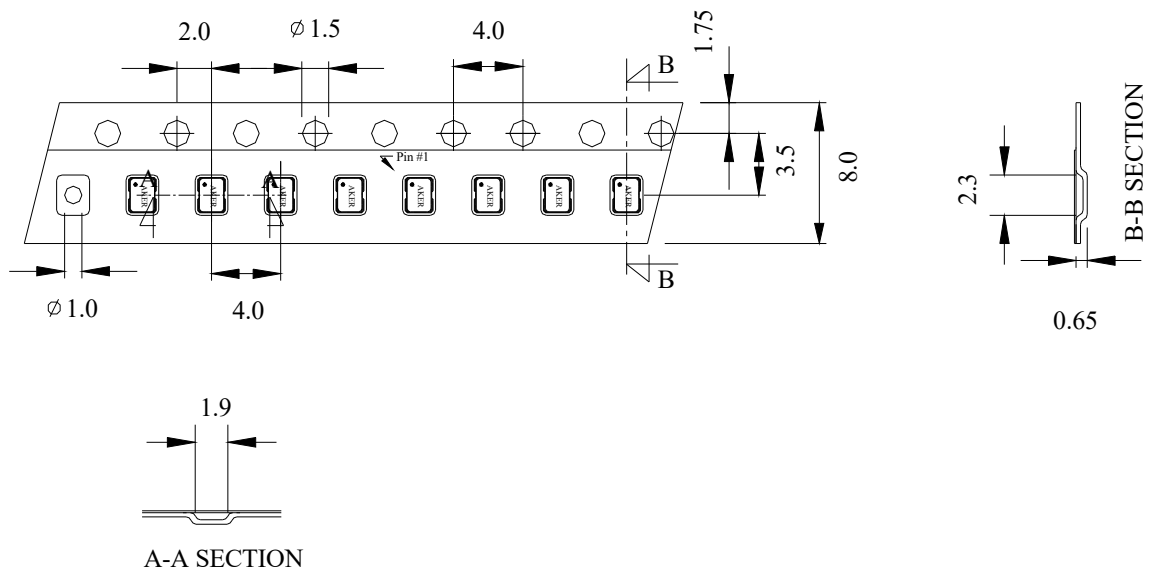 2.0
∅ 1.5
4.0
1.75
B
Pin #1
A
A
AKER
AKER
AKER
AKER
AKER
AKER
AKER
AKER
3.5
8.0
2.3
B-B SECTION
B
∅ 1.0
4.0
0.65
1.9
A-A SECTION